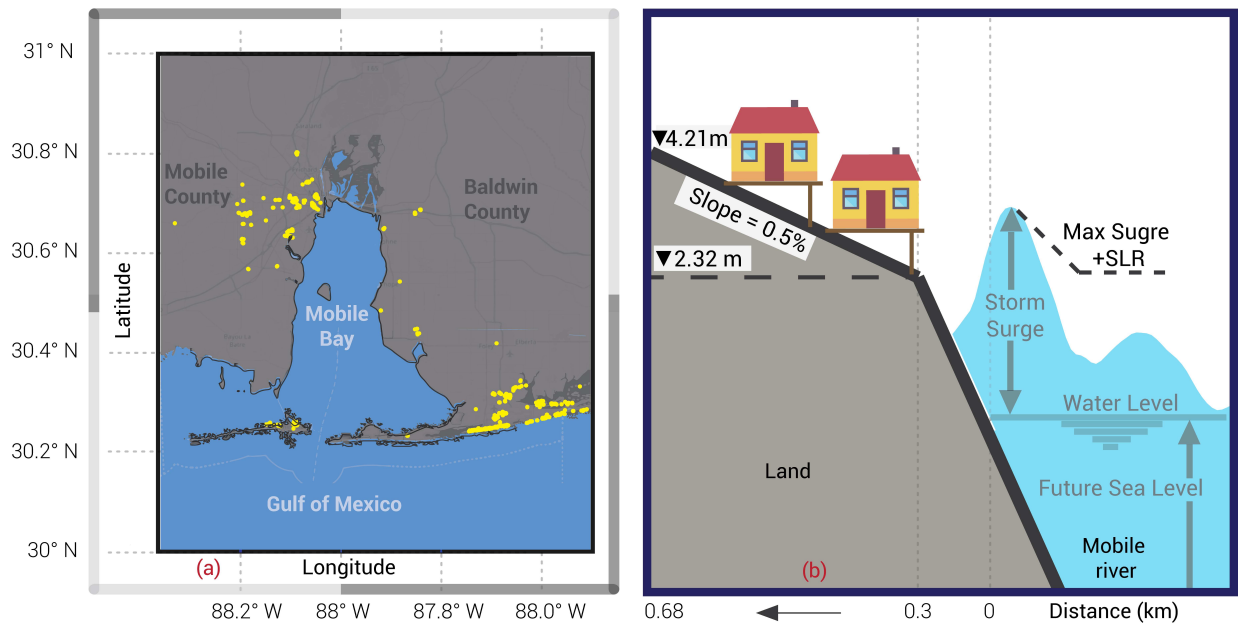 31° N
30.8° N
30.6° N
30.4° N
30.2° N
30° N
Latitude
Mobile
County
Baldwin
County
Mobile
Bay
Gulf of Mexico
(a)
Longitude
88.2° W
88° W
87.8° W
88.0° W
▼4.21m
Slope = 0.5%
▼2.32 m
Max Sugre
+SLR
Storm
Surge
Water Level
Land
Future Sea Level
Mobile
river
(b)
0.68
0.3
0
Distance (km)